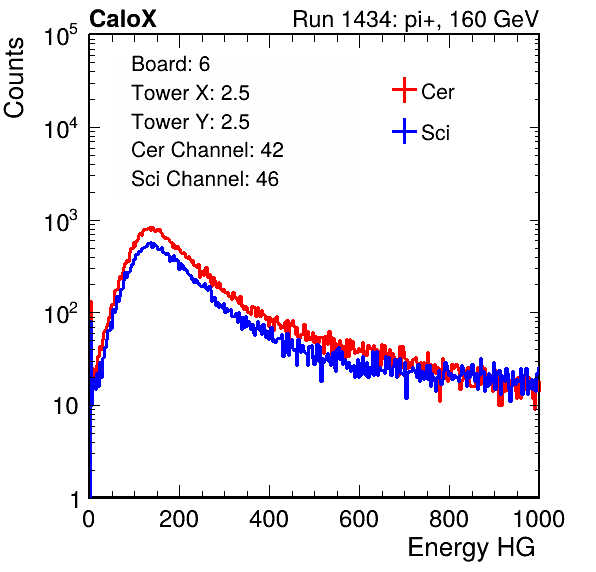 CaloX Run 1434: pi+, 160 GeV
Counts
10^5
10^4
10^3
10^2
10
1
Board: 6
Tower X: 2.5
Tower Y: 2.5
Cer Channel: 42
Sci Channel: 46
Cer
Sci
0 200 400 600 800 1000
Energy HG